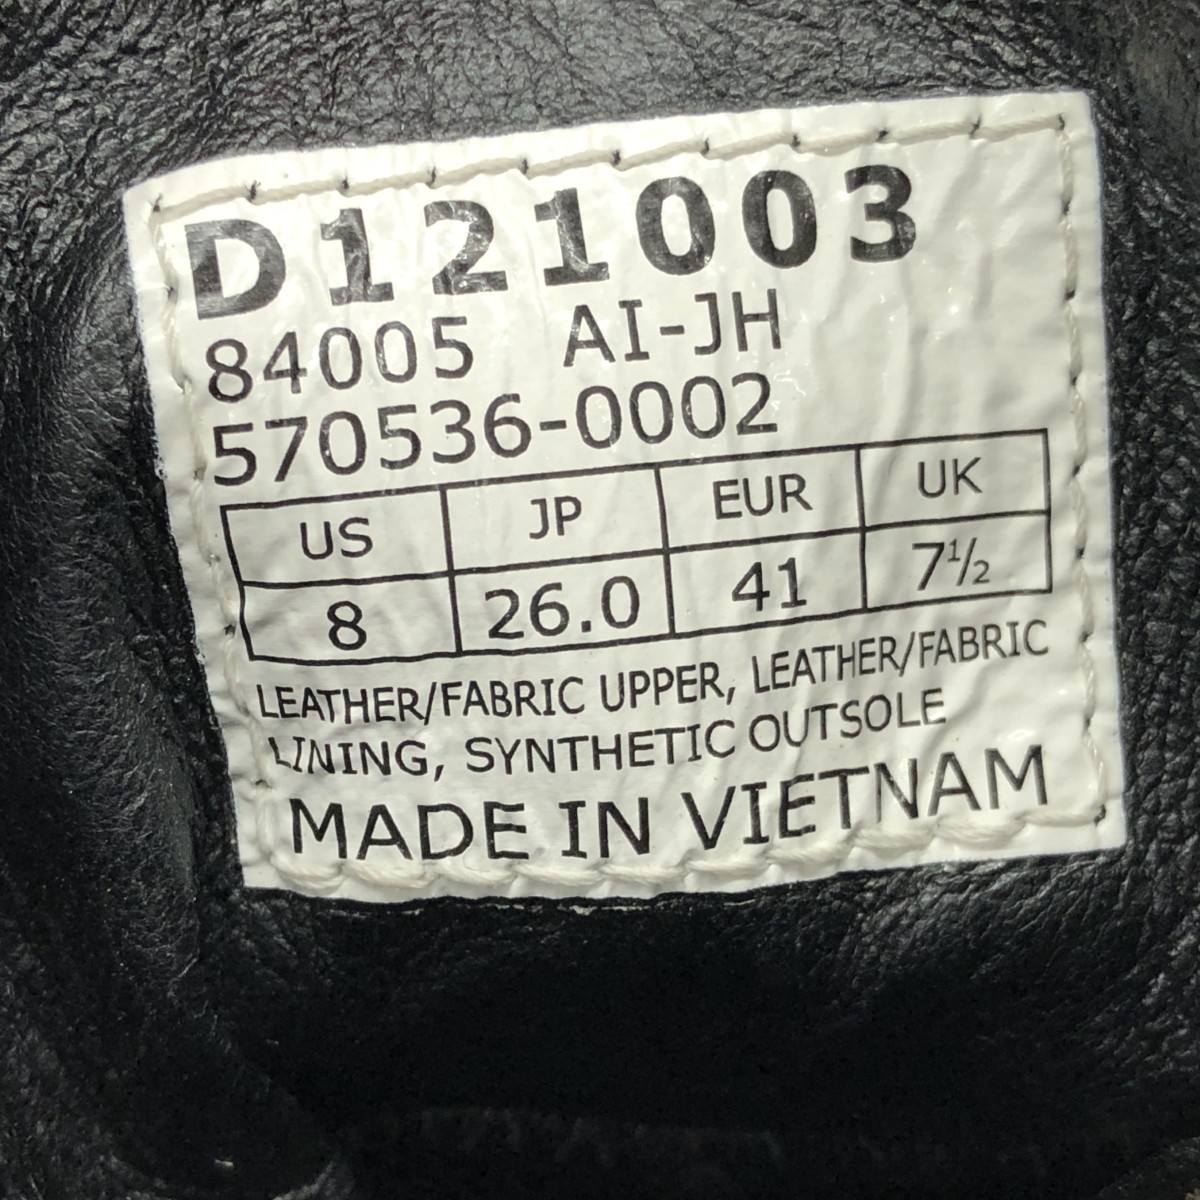 D121003
84005 AI-JH
570536-0002
US JP EUR UK
8 26.0 41 7½
LEATHER/FABRIC UPPER, LEATHER/FABRIC
LINING, SYNTHETIC OUTSOLE
MADE IN VIETNAM